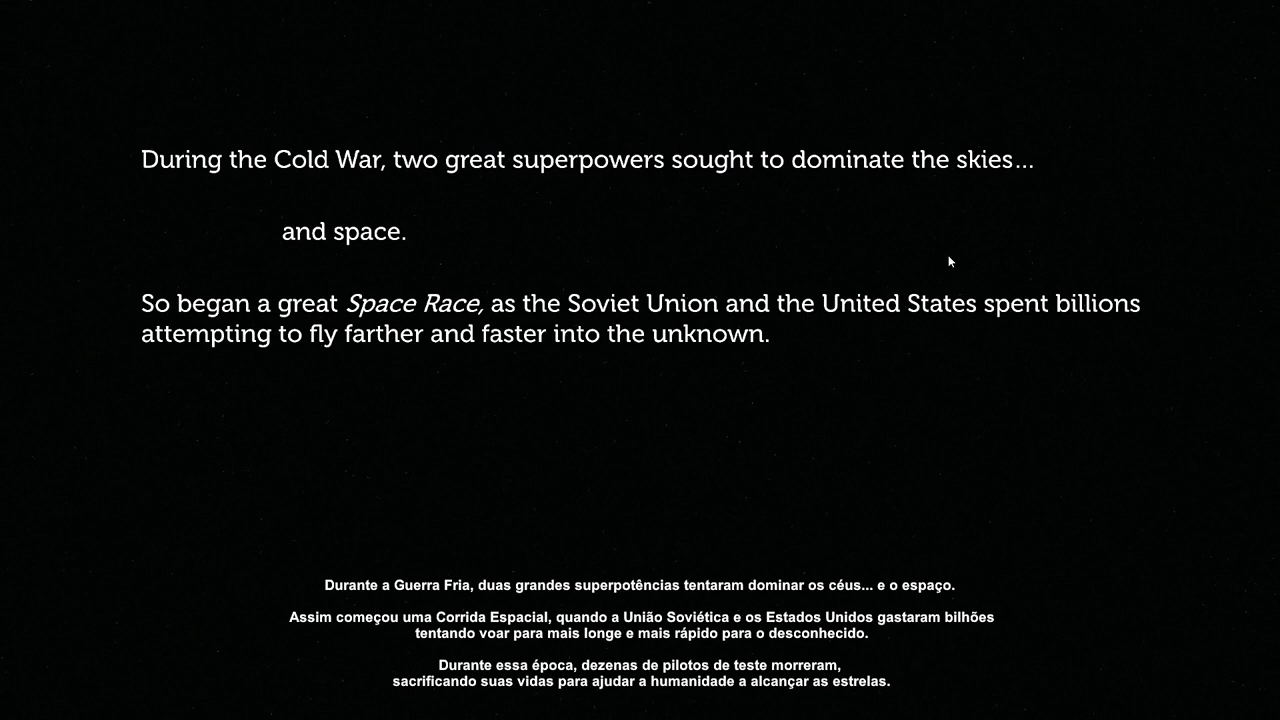 During the Cold War, two great superpowers sought to dominate the skies...
and space.
So began a great Space Race, as the Soviet Union and the United States spent billions
attempting to fly farther and faster into the unknown.
Durante a Guerra Fria, duas grandes superpotências tentaram dominar os céus... e o espaço.
Assim começou uma Corrida Espacial, quando a União Soviética e os Estados Unidos gastaram bilhões
tentando voar para mais longe e mais rápido para o desconhecido.
Durante essa época, dezenas de pilotos de teste morreram,
sacrificando suas vidas para ajudar a humanidade a alcançar as estrelas.